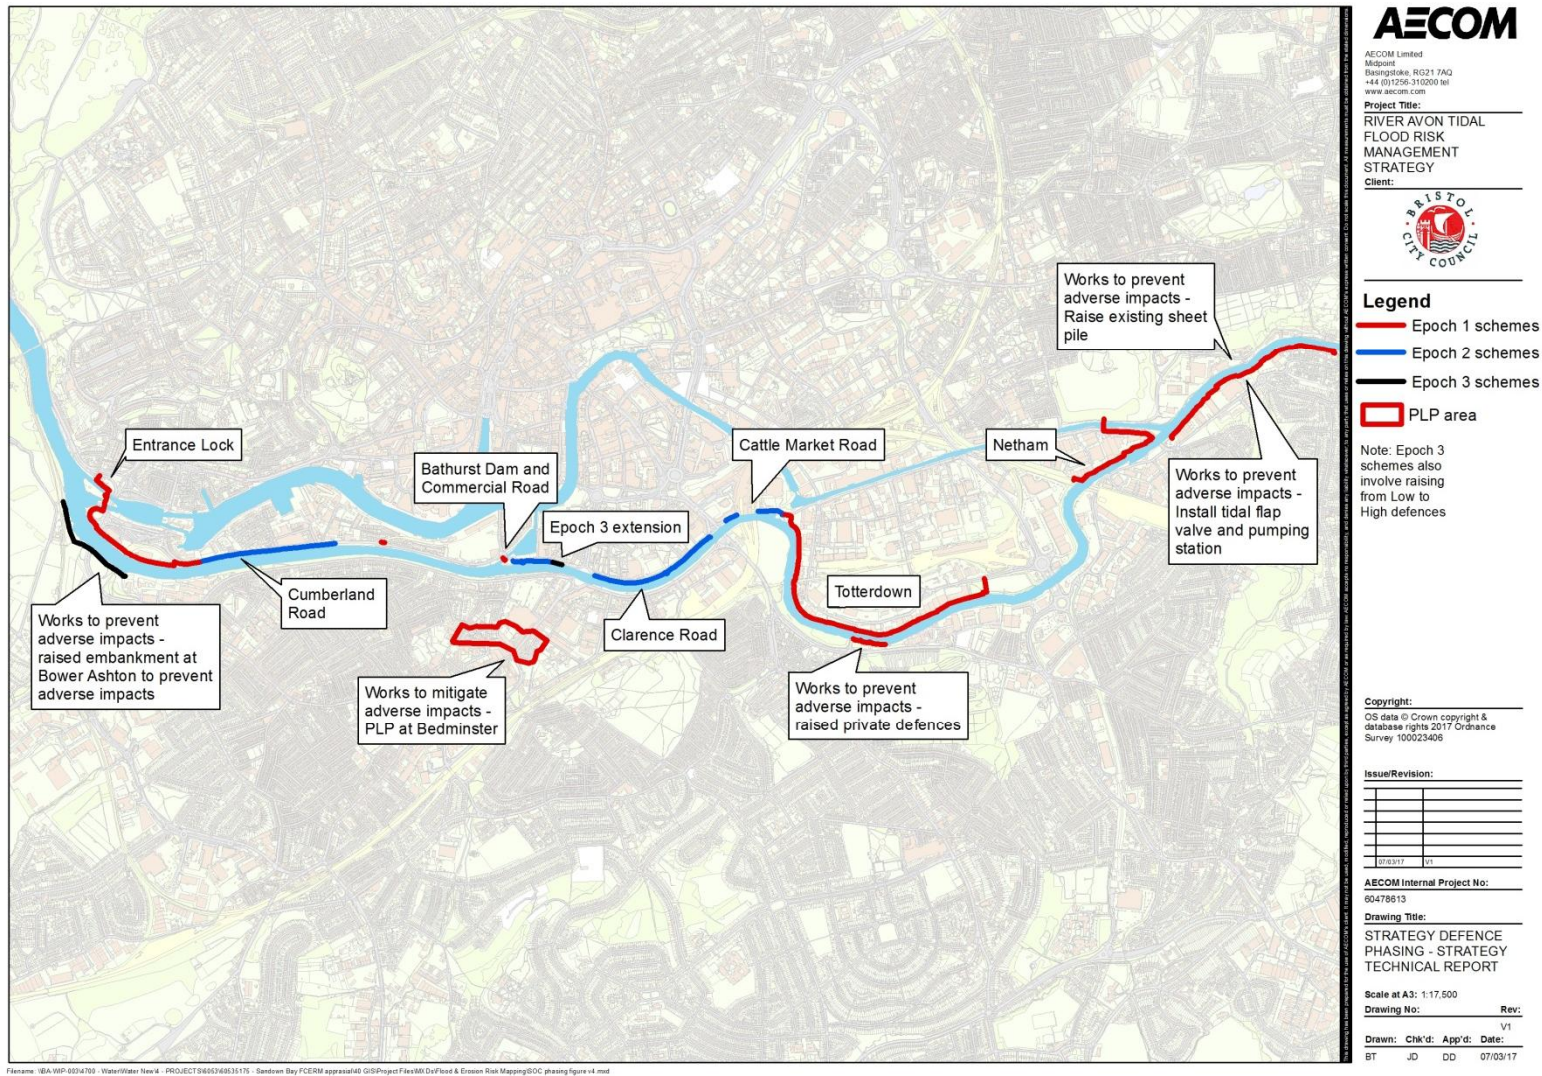 Entrance Lock
Bathurst Dam and
Commercial Road
Epoch 3 extension
Cattle Market Road
Netham
Works to prevent
adverse impacts -
Raise existing sheet
pile
Works to prevent
adverse impacts -
Install tidal flap
valve and pumping
station
Cumberland
Road
Clarence Road
Totterdown
Works to prevent
adverse impacts -
raised embankment at
Bower Ashton to prevent
adverse impacts
Works to mitigate
adverse impacts -
PLP at Bedminster
Works to prevent
adverse impacts -
raised private defences
AECOM
AECOM Limited
Midpoint
Basingstoke, RG21 7AQ
+44 (0)1256-310200 tel
www.aecom.com
Project Title:
RIVER AVON TIDAL
FLOOD RISK
MANAGEMENT
STRATEGY
Client:
BRISTOL
CITY COUNCIL
Legend
Epoch 1 schemes
Epoch 2 schemes
Epoch 3 schemes
PLP area
Note: Epoch 3
schemes also
involve raising
from Low to
High defences
Copyright:
OS data © Crown copyright &
database rights 2017 Ordnance
Survey 100023406
Issue/Revision:
07/03/17 V1
AECOM Internal Project No:
60478613
Drawing Title:
STRATEGY DEFENCE
PHASING - STRATEGY
TECHNICAL REPORT
Scale at A3: 1:17,500
Drawing No: Rev:
V1
Drawn: Chk'd: App'd: Date:
BT JD DD 07/03/17